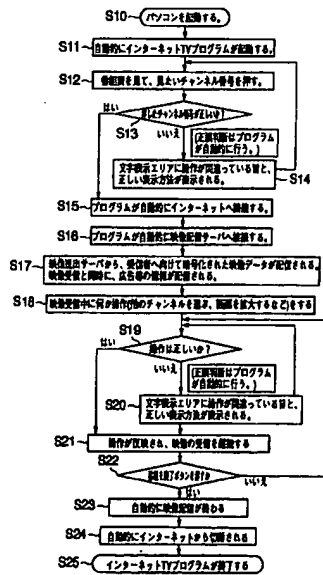 S10 パソコンを起動する。
S11 自動的にインターネットTVプログラムが起動する。
S12 番組表を見て、見たいチャンネル番号を押す。
はい 押したチャンネル番号が正しいか?
S13 いいえ
(正誤判断はプログラム
が自動的に行う。)
文字表示エリアに操作が間違っている旨と、
正しい表示方法が表示される。 S14
S15 プログラムが自動的にインターネットへ接続する。
S16 プログラムが自動的に映像配信サーバへ接続する。
S17 映像送出サーバから、受信者へ向けて暗号化された映像データが配信される。
映像受信と同時に、広告等の情報が配信される。
S18 映像受信中に何か操作(他のチャンネルを選ぶ、画面を拡大するなど)をする
S19
はい 操作は正しいか?
いいえ
(正誤判断はプログラム
が自動的に行う。)
S20 文字表示エリアに操作が間違っている旨と、
正しい表示方法が表示される。
S21 操作が反映され、映像の受信を継続する
S22 終了ボタンを押すか いいえ
はい
S23 自動的に映像配信が終わる
S24 自動的にインターネットから切断される
S25 インターネットTVプログラムが終了する